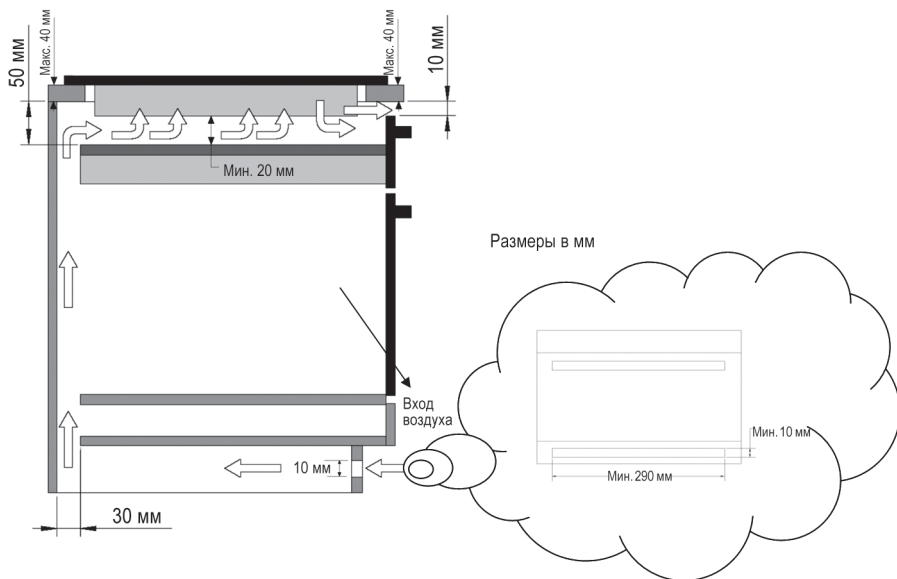 Макс. 40 мм
Макс. 40 мм
50 мм
10 мм
Мин. 20 мм
Размеры в мм
Вход
воздуха
Мин. 10 мм
10 мм
Мин. 290 мм
30 мм